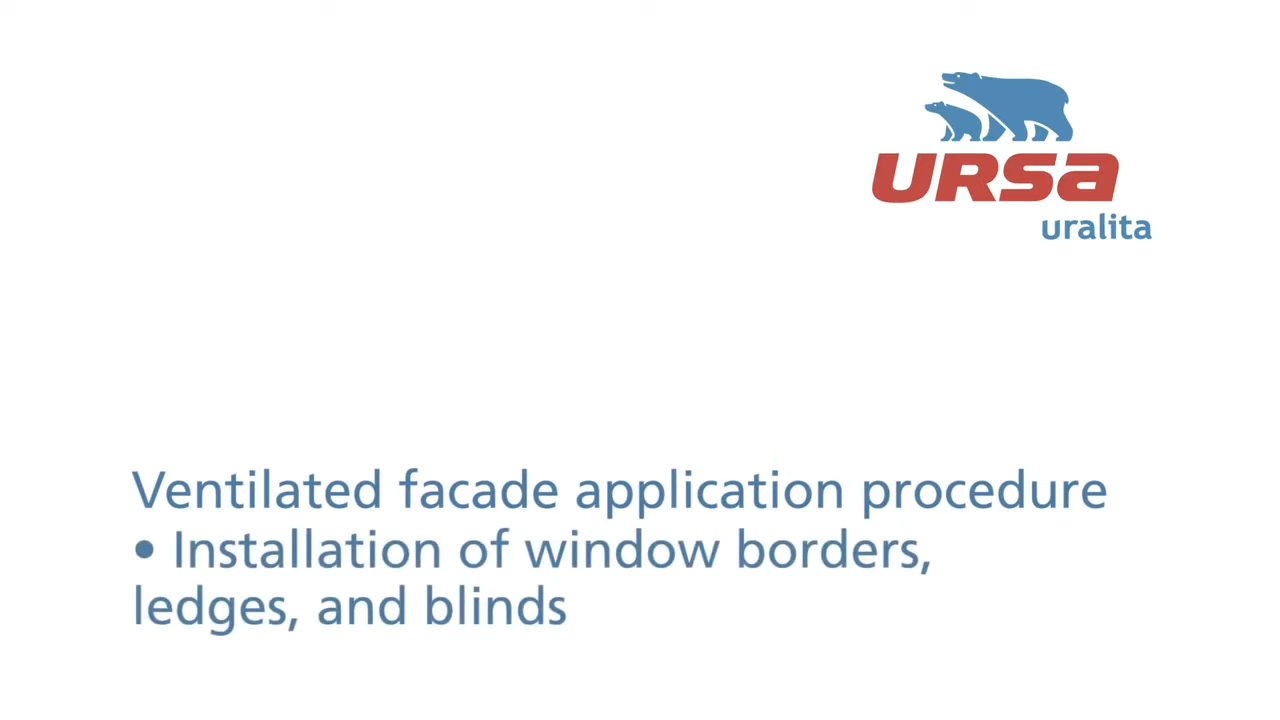 URSA
uralita
Ventilated facade application procedure
• Installation of window borders,
ledges, and blinds